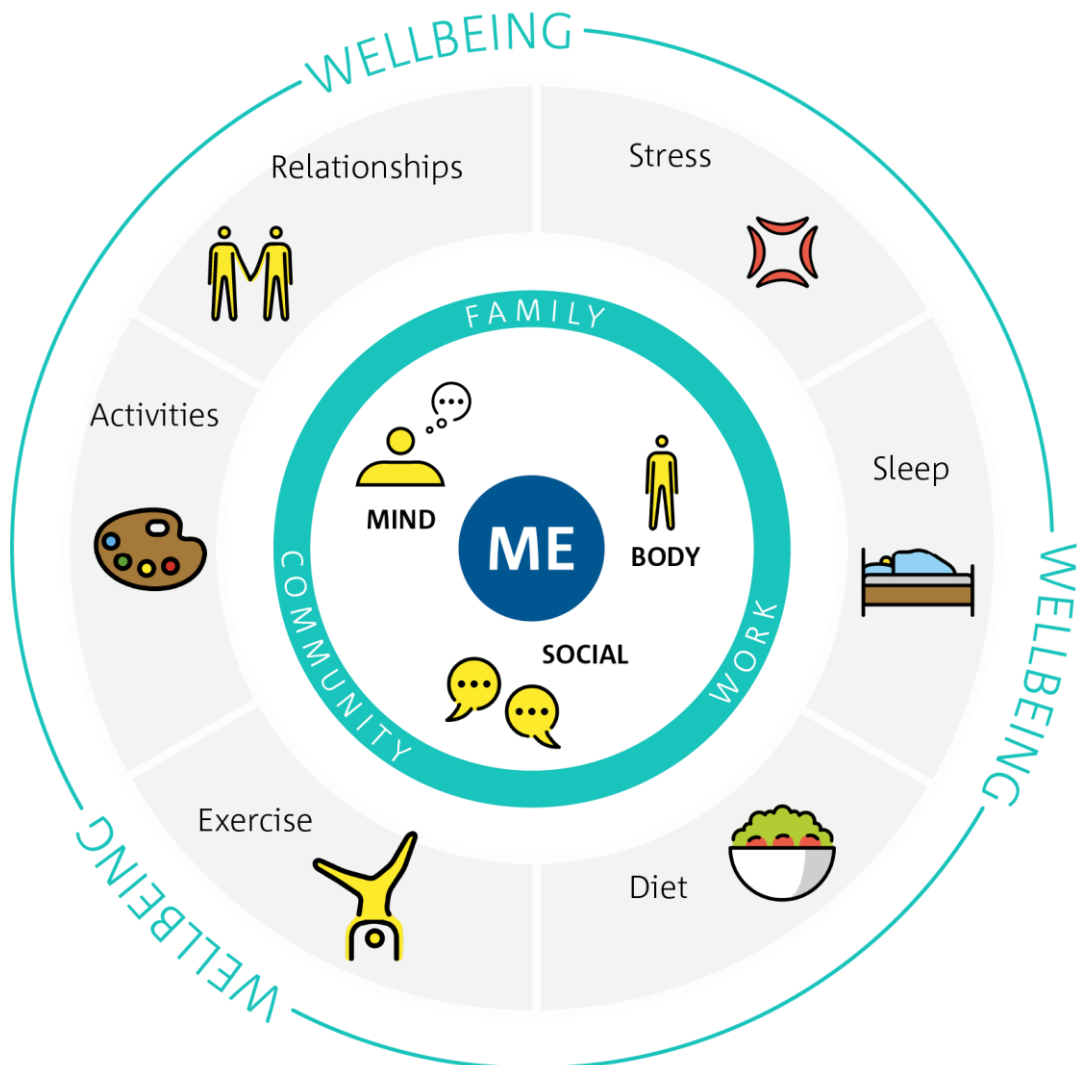 WELLBEING
Relationships
Stress
FAMILY
Activities
Sleep
MIND
ME
BODY
COMMUNITY
WORK
SOCIAL
WELLBEING
Exercise
Diet
WELLBEING